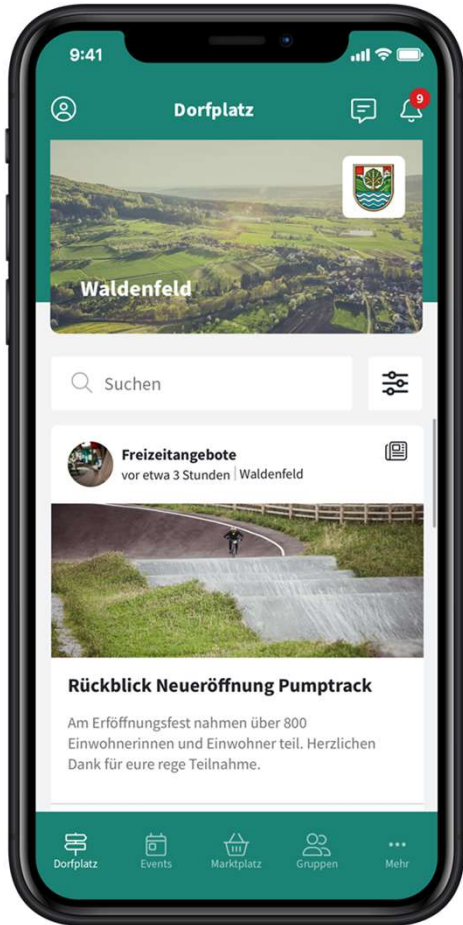 9:41
9
Dorfplatz
Waldenfeld
Suchen
Freizeitangebote
vor etwa 3 Stunden | Waldenfeld
Rückblick Neueröffnung Pumptrack
Am Erföffnungsfest nahmen über 800
Einwohnerinnen und Einwohner teil. Herzlichen
Dank für eure rege Teilnahme.
Dorfplatz Events Marktplatz Gruppen Mehr